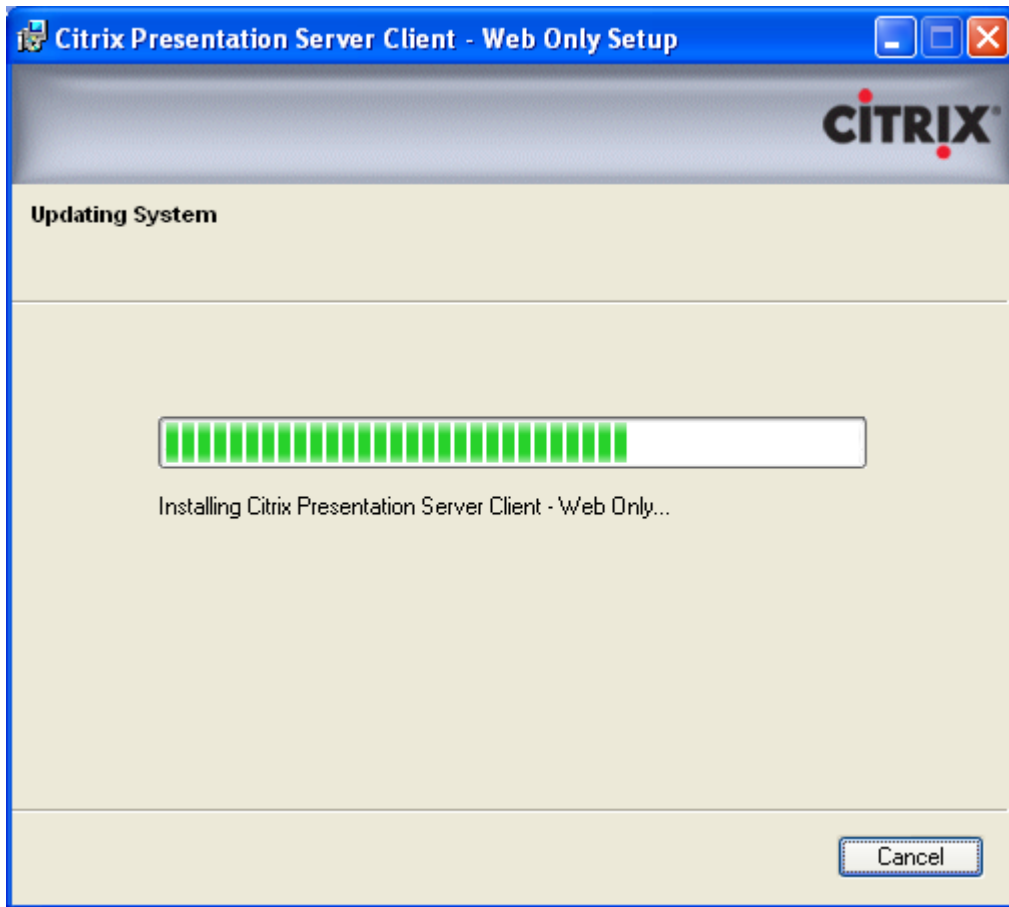 Citrix Presentation Server Client - Web Only Setup
CITRIX®
Updating System
Installing Citrix Presentation Server Client - Web Only...
Cancel